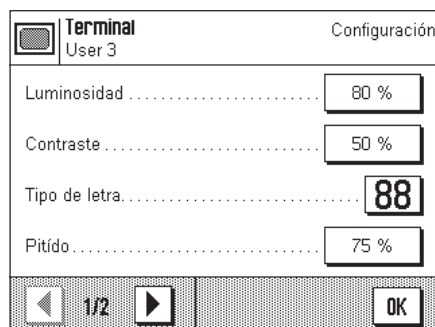 Terminal Configuración
User 3
Luminosidad ........................ 80 %
Contraste ........................... 50 %
Tipo de letra................................. 88
Pitído................................ 75 %
1/2 OK